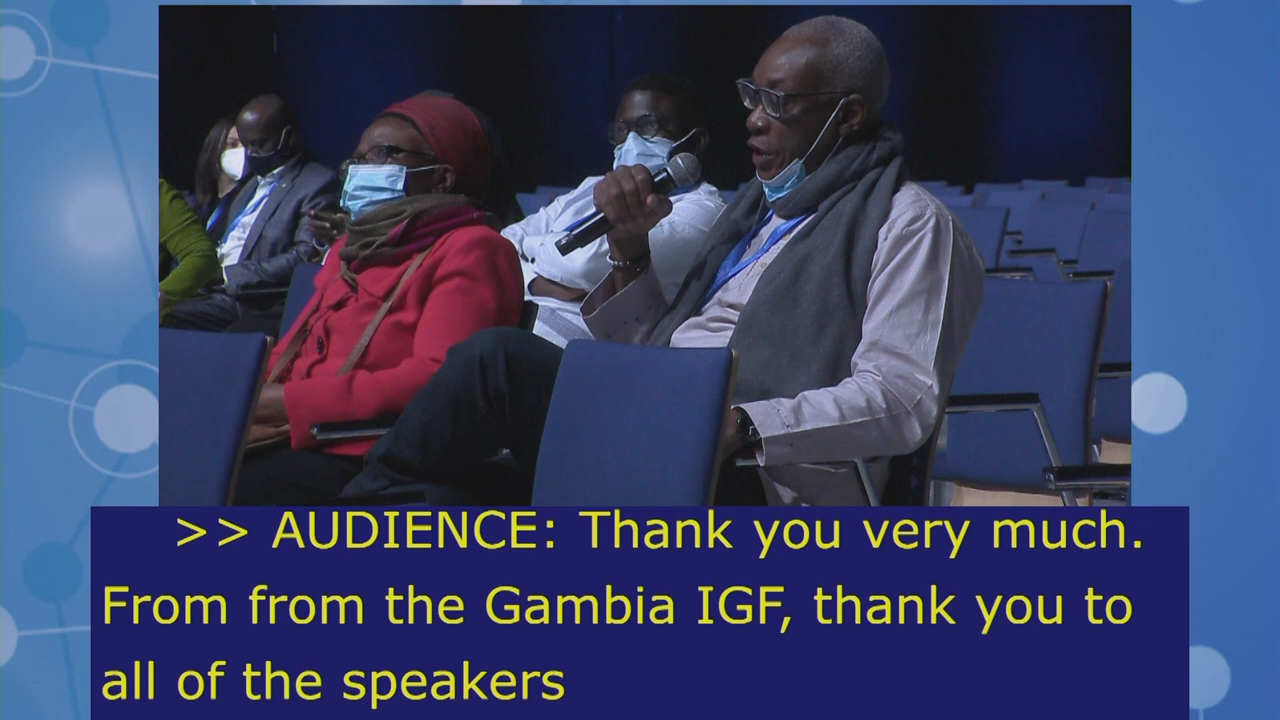 >> AUDIENCE: Thank you very much.
From from the Gambia IGF, thank you to
all of the speakers